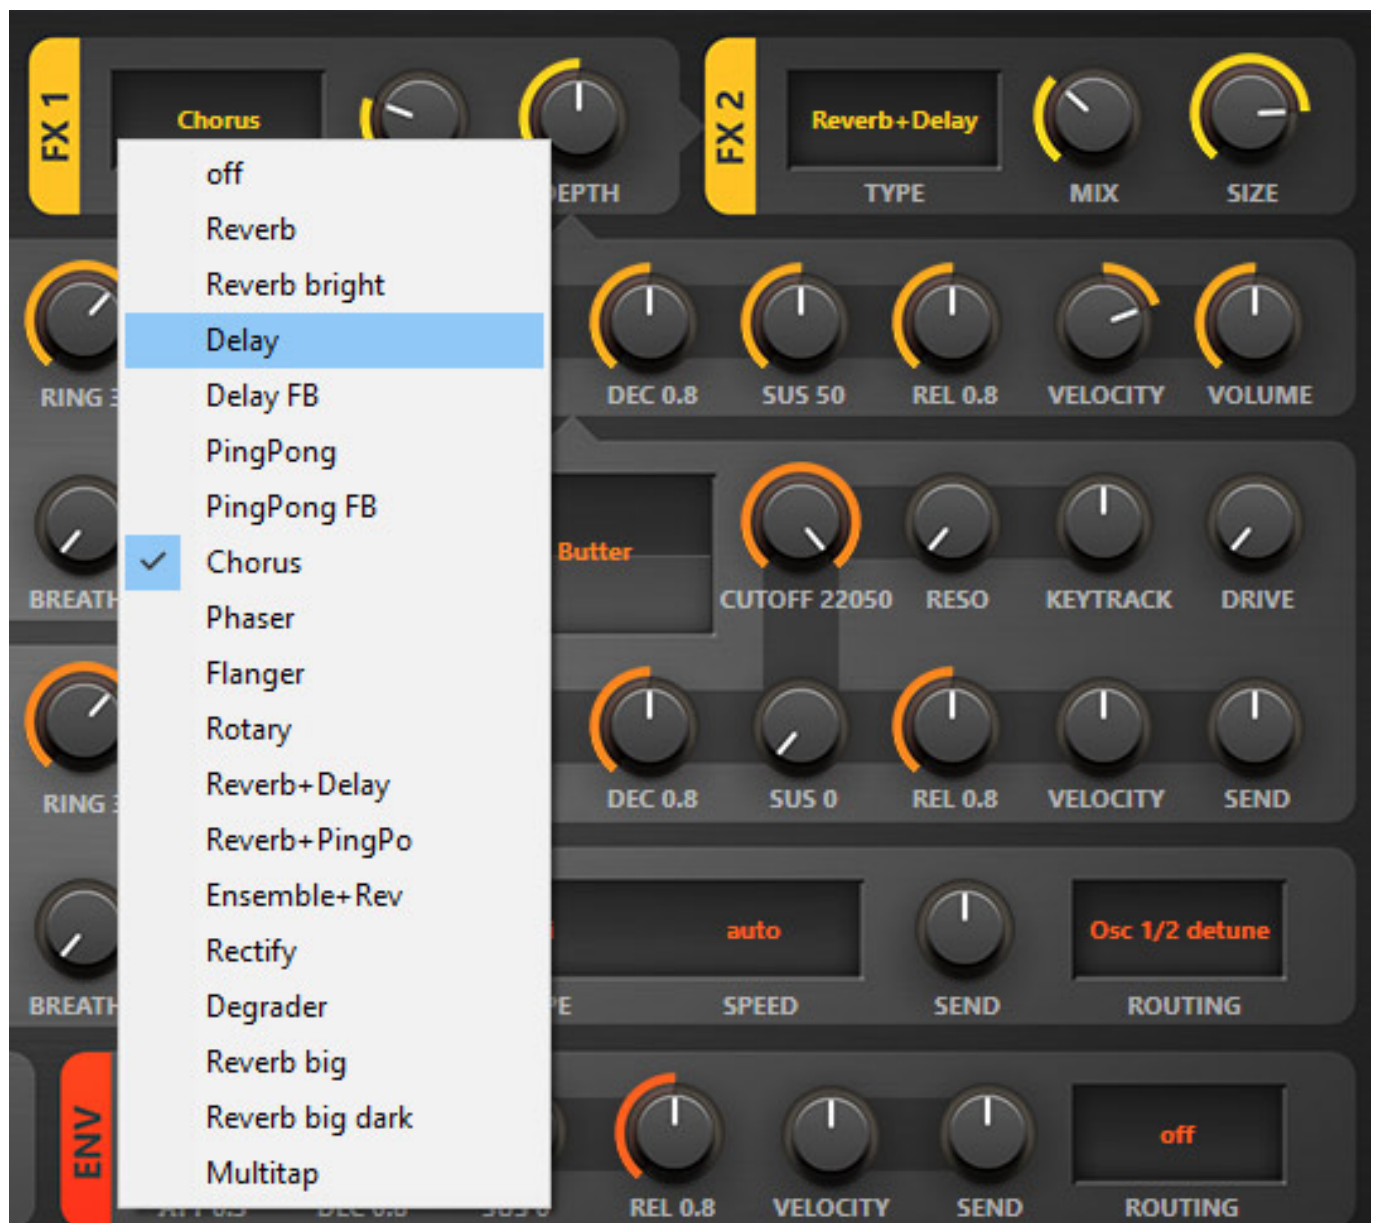 FX 1
Chorus
DEPTH
FX 2
Reverb+Delay
TYPE
MIX
SIZE
off
Reverb
Reverb bright
Delay
Delay FB
PingPong
PingPong FB
Chorus
Phaser
Flanger
Rotary
Reverb+Delay
Reverb+PingPo
Ensemble+Rev
Rectify
Degrader
Reverb big
Reverb big dark
Multitap
RING
DEC 0.8
SUS 50
REL 0.8
VELOCITY
VOLUME
BREATH
Butter
CUTOFF 22050
RESO
KEYTRACK
DRIVE
RING
DEC 0.8
SUS 0
REL 0.8
VELOCITY
SEND
BREATH
auto
Osc 1/2 detune
SPEED
SEND
ROUTING
ENV
off
REL 0.8
VELOCITY
SEND
ROUTING